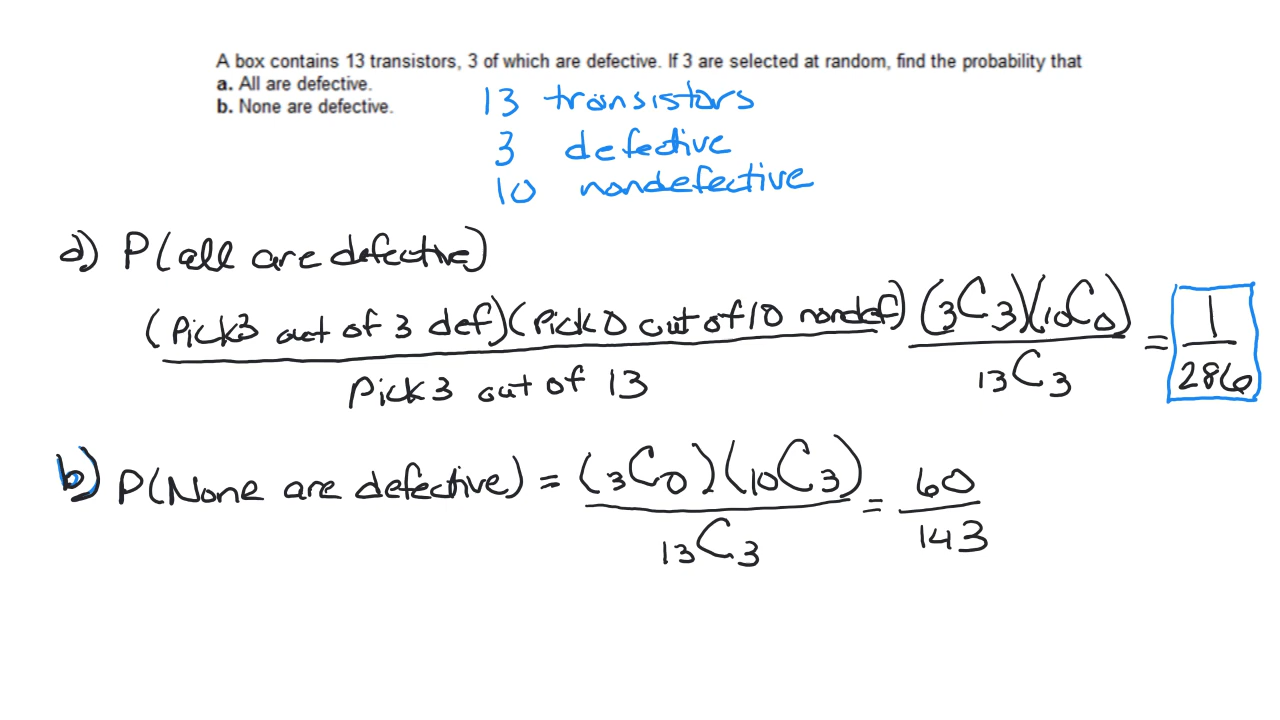 A box contains 13 transistors, 3 of which are defective. If 3 are selected at random, find the probability that
a. All are defective.
b. None are defective.
13 transistors
3 defective
10 nondefective
a) P(all are defective)
(Pick 3 out of 3 def)(Pick 0 out of 10 nondef) (₃C₃)(₁₀C₀) = 1
Pick 3 out of 13 ₁₃C₃ 286
b) P(None are defective) = (₃C₀)(₁₀C₃) = 60
₁₃C₃ 143